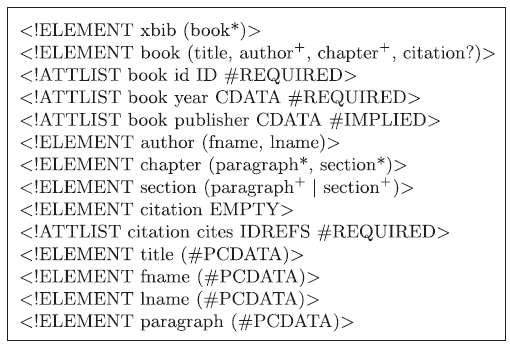 <!ELEMENT xbib (book*)>
<!ELEMENT book (title, author+, chapter+, citation?)>
<!ATTLIST book id ID #REQUIRED>
<!ATTLIST book year CDATA #REQUIRED>
<!ATTLIST book publisher CDATA #IMPLIED>
<!ELEMENT author (fname, lname)>
<!ELEMENT chapter (paragraph*, section*)>
<!ELEMENT section (paragraph+ | section+)>
<!ELEMENT citation EMPTY>
<!ATTLIST citation cites IDREFS #REQUIRED>
<!ELEMENT title (#PCDATA)>
<!ELEMENT fname (#PCDATA)>
<!ELEMENT lname (#PCDATA)>
<!ELEMENT paragraph (#PCDATA)>